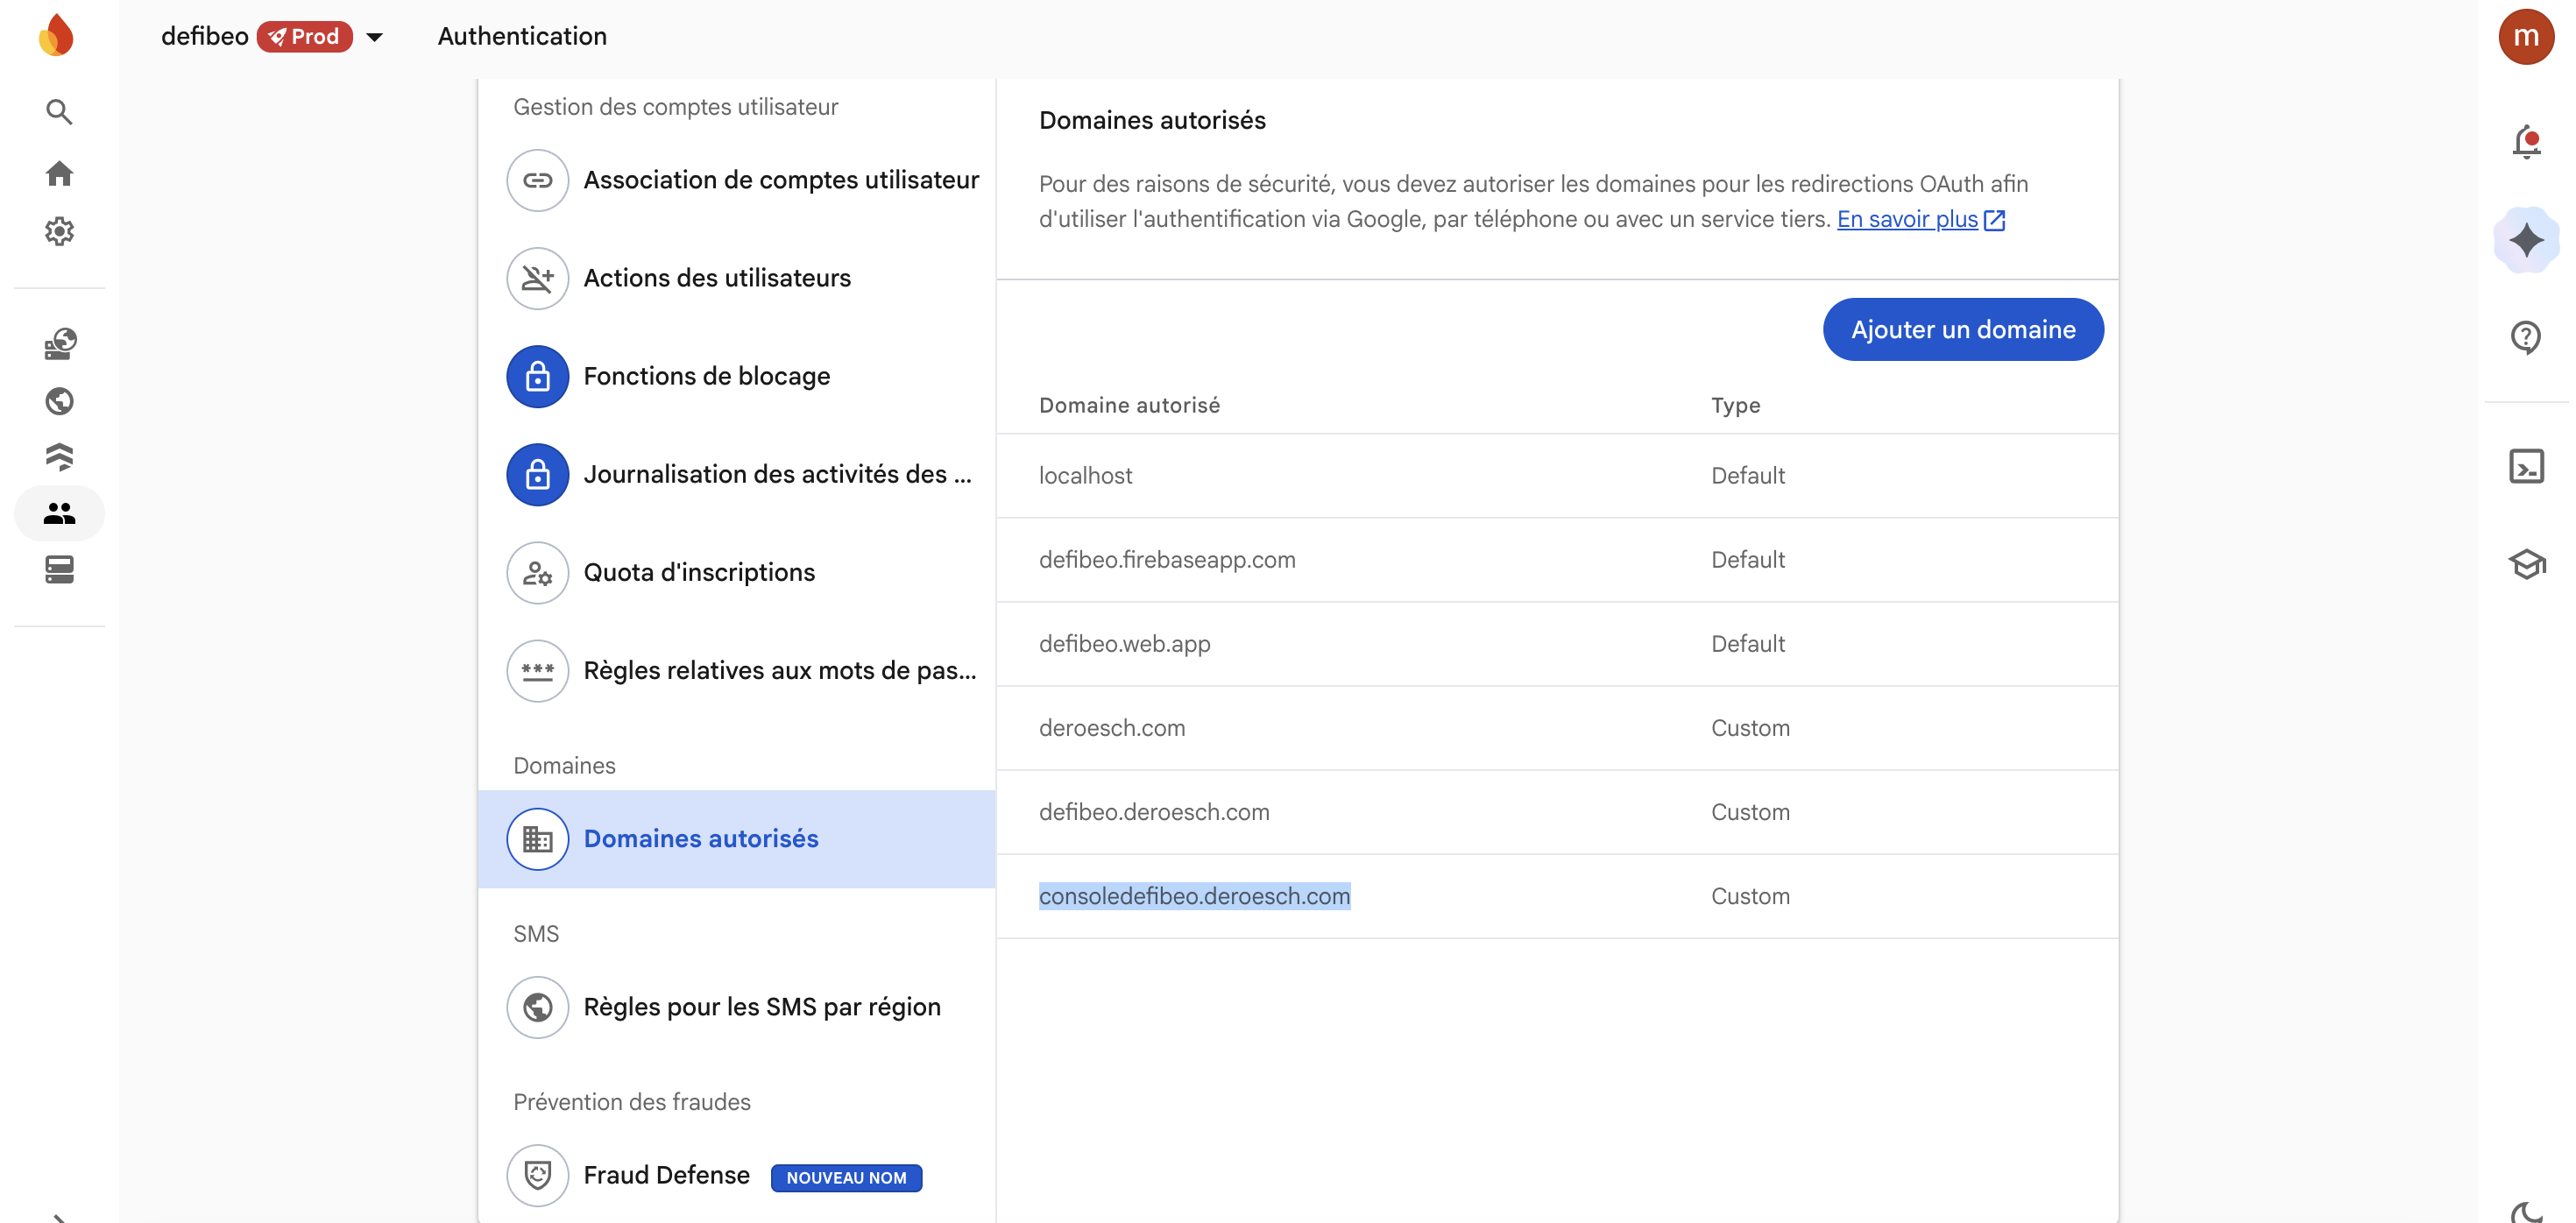 defibeo Prod Authentication
m
Gestion des comptes utilisateur
Association de comptes utilisateur
Actions des utilisateurs
Fonctions de blocage
Journalisation des activités des ...
Quota d'inscriptions
***
Règles relatives aux mots de pas...
Domaines
Domaines autorisés
SMS
Règles pour les SMS par région
Prévention des fraudes
Fraud Defense NOUVEAU NOM
Domaines autorisés
Pour des raisons de sécurité, vous devez autoriser les domaines pour les redirections OAuth afin
d'utiliser l'authentification via Google, par téléphone ou avec un service tiers. En savoir plus
Ajouter un domaine
Domaine autorisé Type
localhost Default
defibeo.firebaseapp.com Default
defibeo.web.app Default
deroesch.com Custom
defibeo.deroesch.com Custom
consoledefibeo.deroesch.com Custom